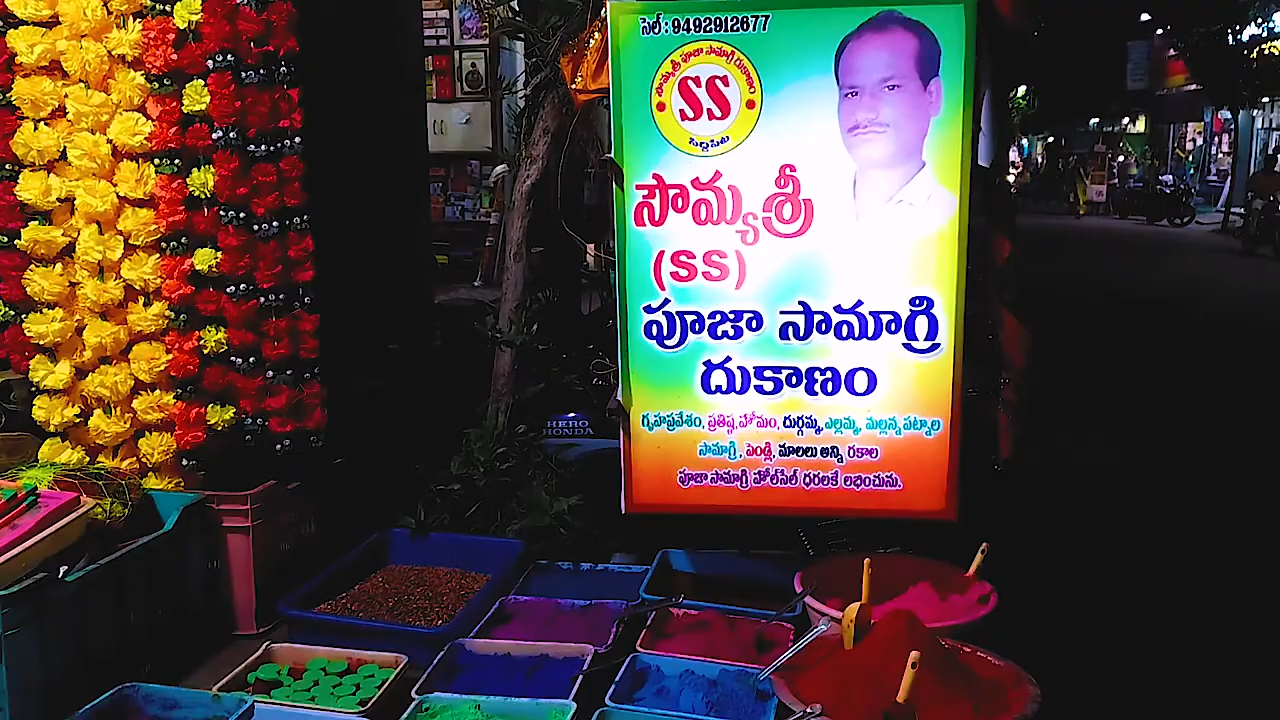 సెల్ : 9492912677
సౌమ్యశ్రీ పూజా సామాగ్రి దుకాణం
SS
సిద్దిపేట
సౌమ్యశ్రీ
(SS)
పూజా సామాగ్రి
దుకాణం
గృహప్రవేశం, ప్రతిష్ఠ, హోమం, దుర్గమ్మ, ఎల్లమ్మ, మల్లన్న పట్నాల
సామాగ్రి, పెండ్లి, మాలలు అన్ని రకాల
పూజా సామాగ్రి హోల్‌సేల్ ధరలకే లభించును.
HERO
HONDA